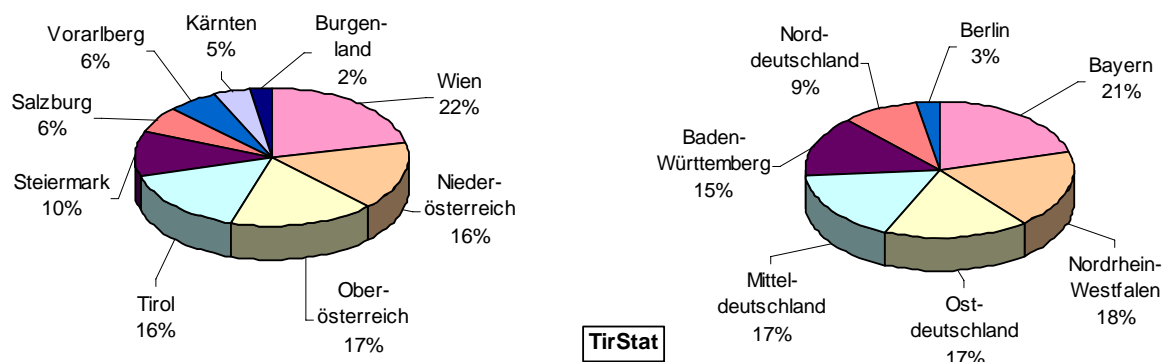 Wien
22%
Nieder-
österreich
16%
Ober-
österreich
17%
Tirol
16%
Steiermark
10%
Salzburg
6%
Vorarlberg
6%
Kärnten
5%
Burgen-
land
2%
TirStat
Bayern
21%
Nordrhein-
Westfalen
18%
Ost-
deutschland
17%
Mittel-
deutschland
17%
Baden-
Württemberg
15%
Nord-
deutschland
9%
Berlin
3%